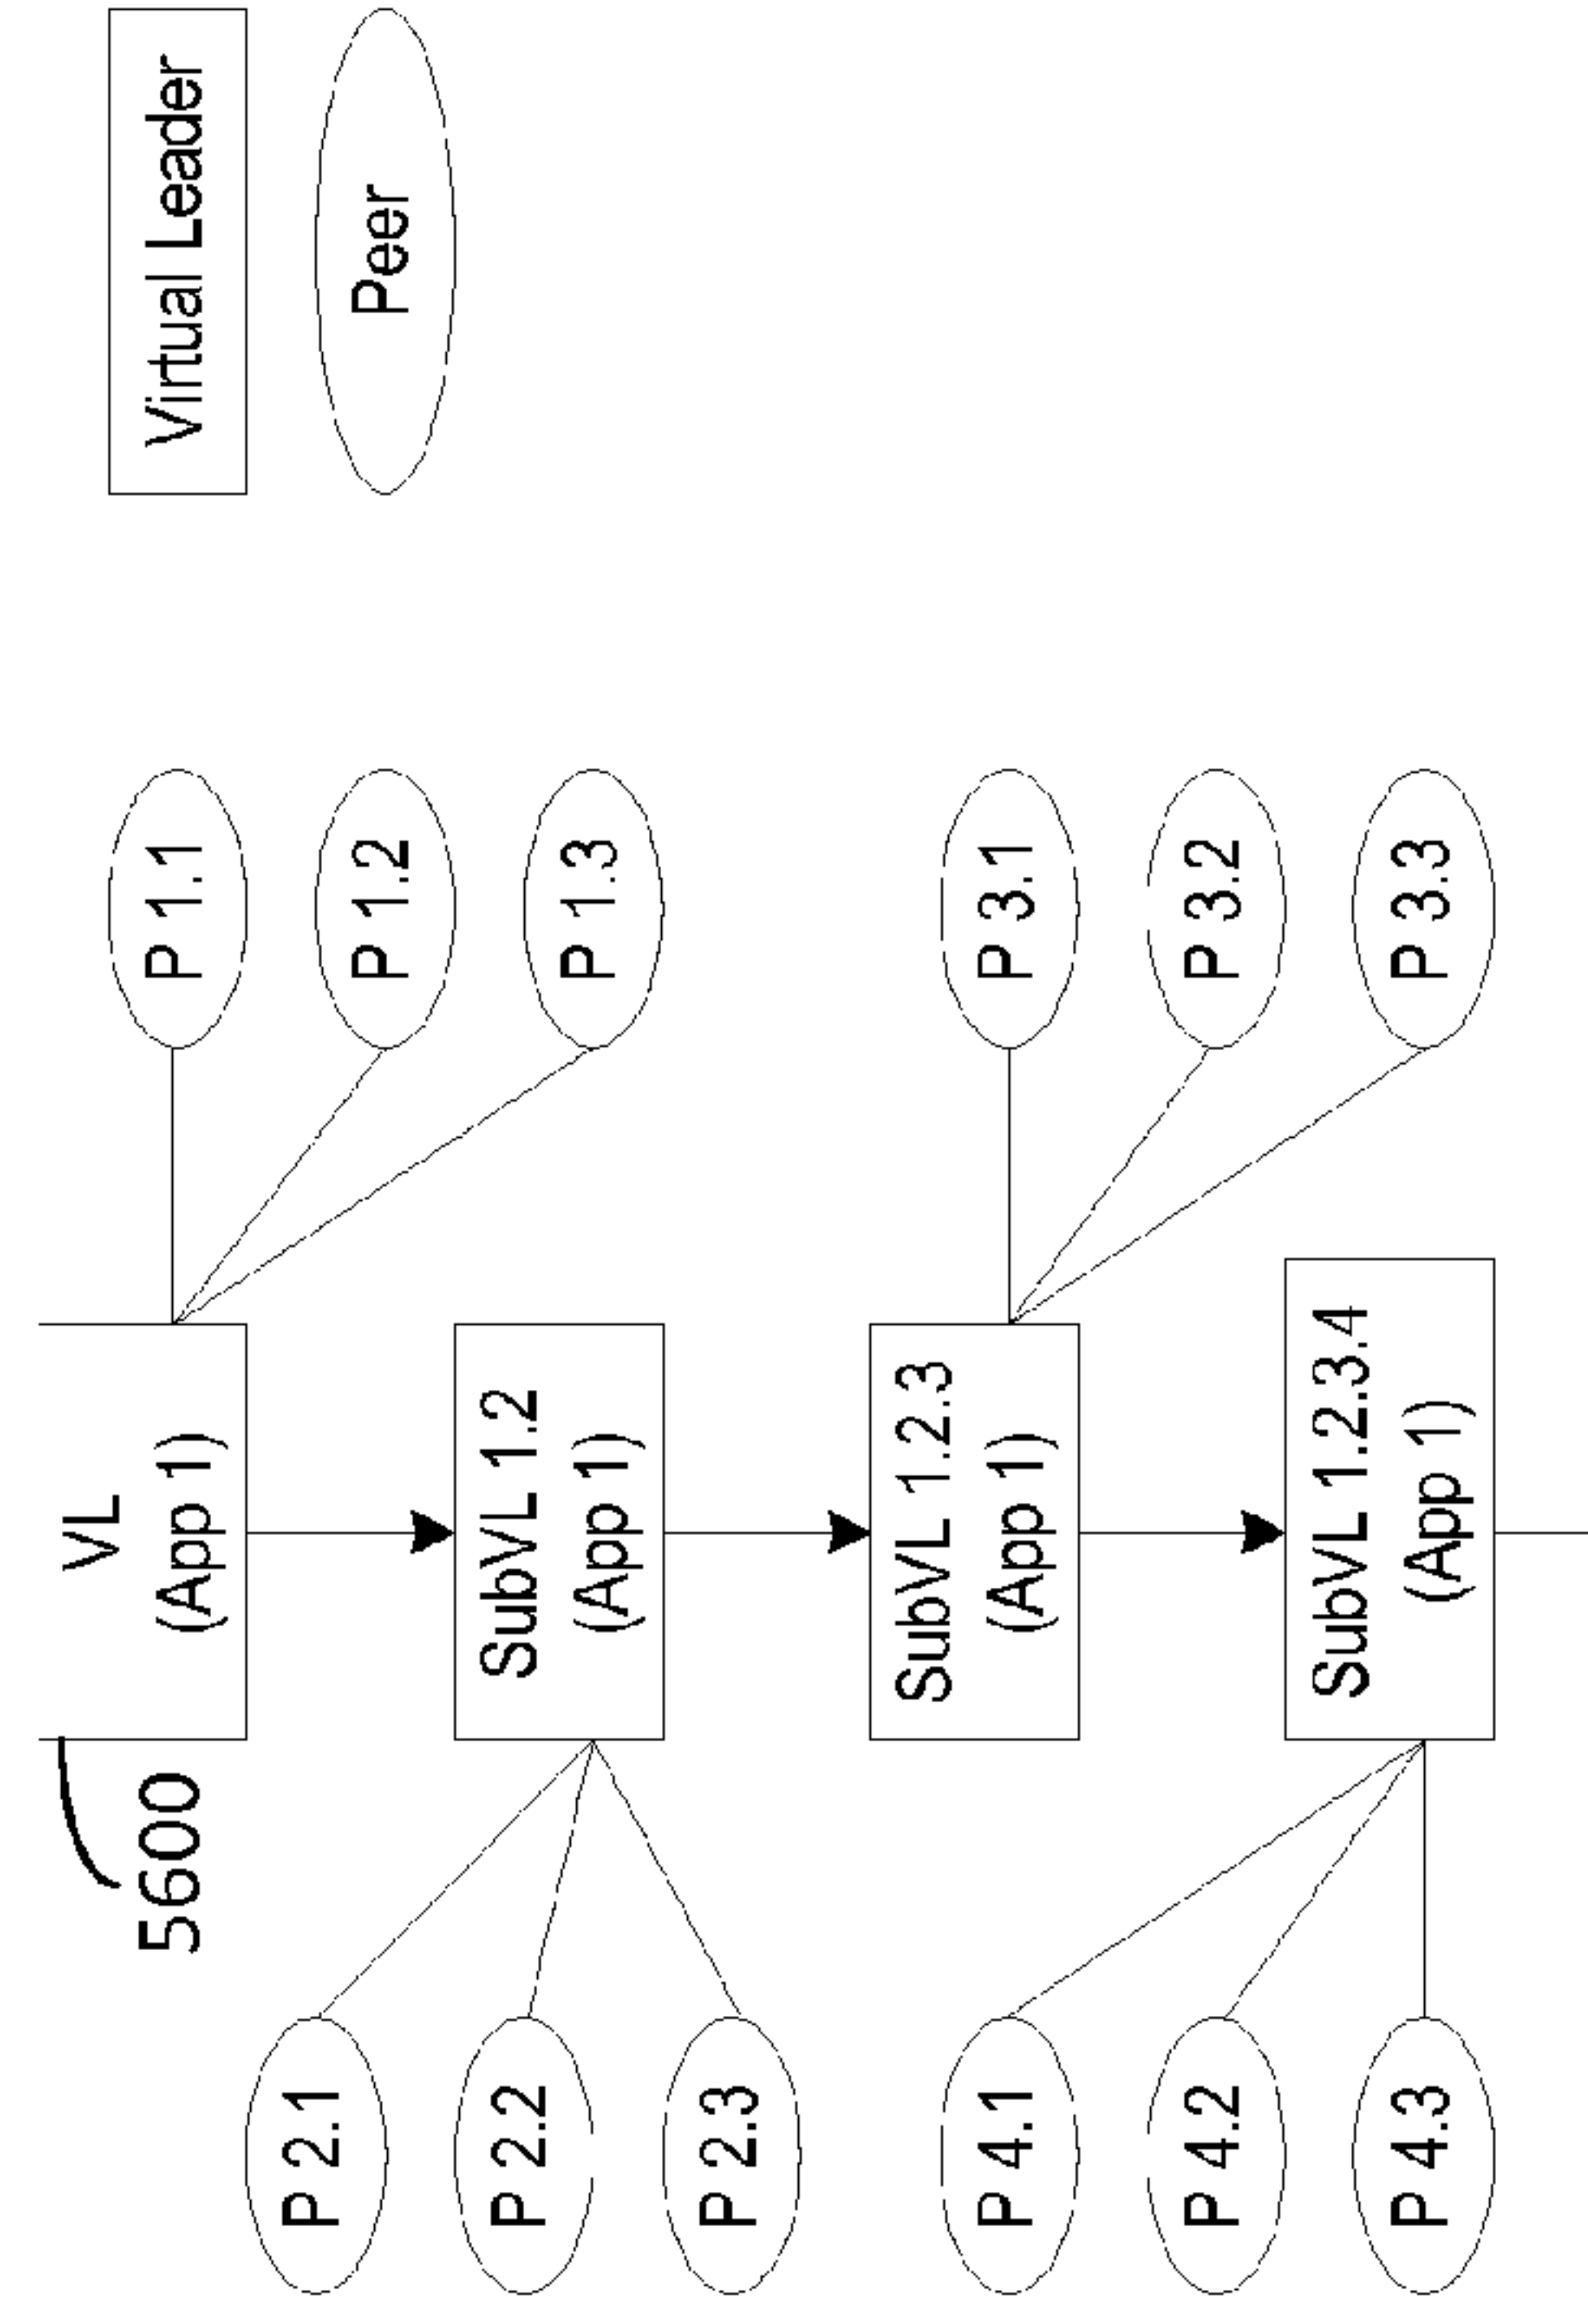 Virtual Leader
Peer
P 1.1
P 1.2
P 1.3
P 3.1
P 3.2
P 3.3
VL
(App 1)
SubVL 1.2
(App 1)
SubVL 1.2.3
(App 1)
SubVL 1.2.3.4
(App 1)
5600
P 2.1
P 2.2
P 2.3
P 4.1
P 4.2
P 4.3